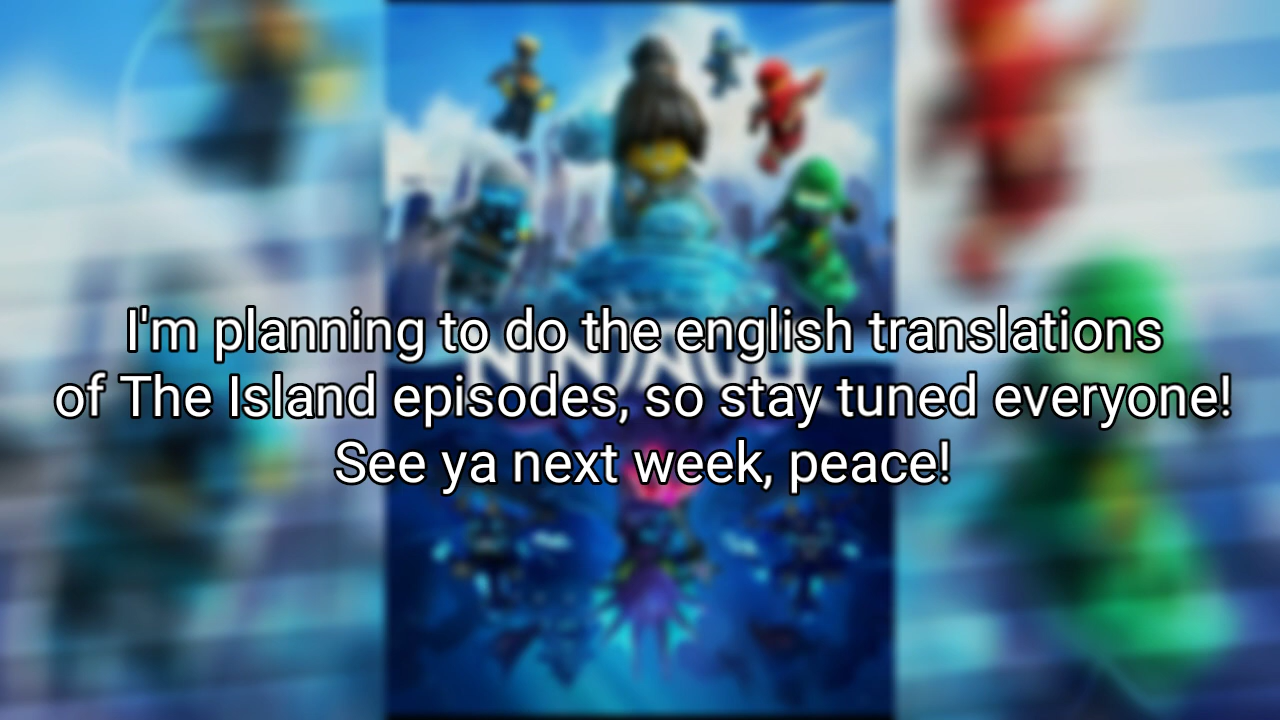 I'm planning to do the english translations
NINJAGO
of The Island episodes, so stay tuned everyone!
See ya next week, peace!